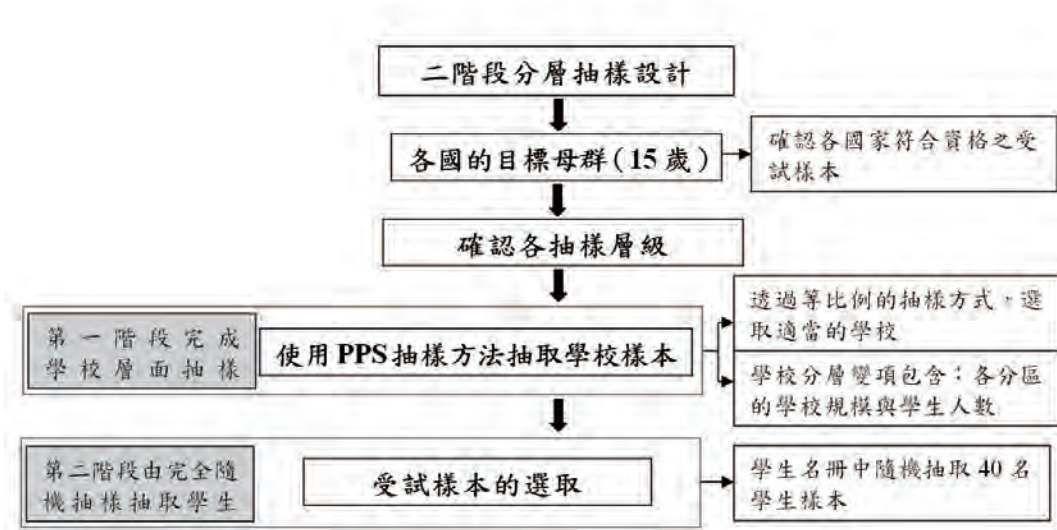 二階段分層抽樣設計
各國的目標母群（15 歲）
確認各國家符合資格之受
試樣本
確認各抽樣層級
第一階段完成
學校層面抽樣
使用 PPS 抽樣方法抽取學校樣本
透過等比例的抽樣方式，選
取適當的學校
學校分層變項包含：各分區
的學校規模與學生人數
第二階段由完全隨
機抽樣抽取學生
受試樣本的選取
學生名冊中隨機抽取 40 名
學生樣本